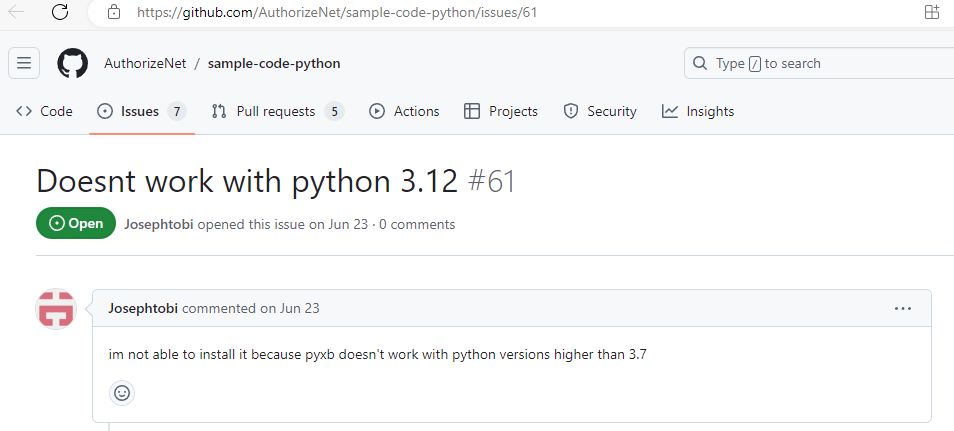 https://github.com/AuthorizeNet/sample-code-python/issues/61
AuthorizeNet / sample-code-python
Type / to search
Code Issues 7 Pull requests 5 Actions Projects Security Insights
Doesnt work with python 3.12 #61
Open Josephtobi opened this issue on Jun 23 · 0 comments
Josephtobi commented on Jun 23
im not able to install it because pyxb doesn't work with python versions higher than 3.7